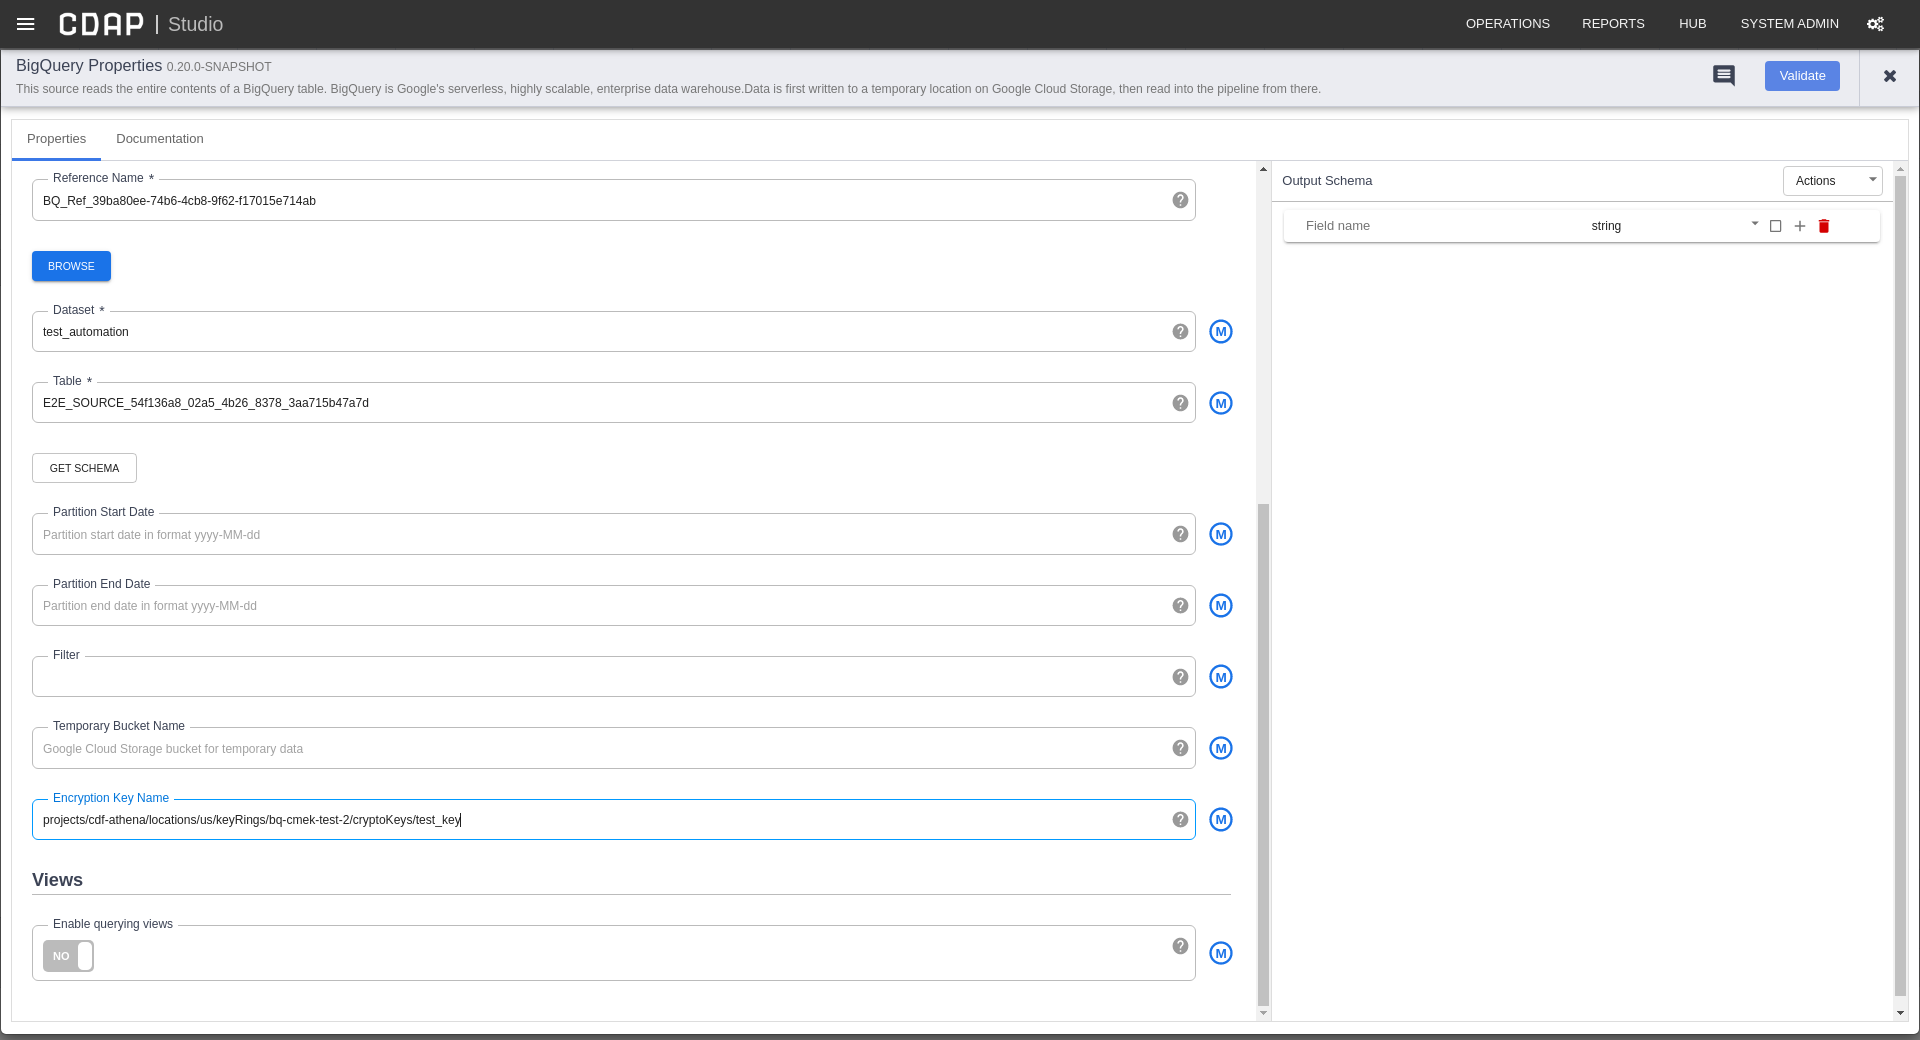 CDAP | Studio
OPERATIONS REPORTS HUB SYSTEM ADMIN
BigQuery Properties 0.20.0-SNAPSHOT
This source reads the entire contents of a BigQuery table. BigQuery is Google's serverless, highly scalable, enterprise data warehouse.Data is first written to a temporary location on Google Cloud Storage, then read into the pipeline from there.
Validate
Properties Documentation
Reference Name *
BQ_Ref_39ba80ee-74b6-4cb8-9f62-f17015e714ab
BROWSE
Dataset *
test_automation
M
Table *
E2E_SOURCE_54f136a8_02a5_4b26_8378_3aa715b47a7d
M
GET SCHEMA
Partition Start Date
Partition start date in format yyyy-MM-dd
M
Partition End Date
Partition end date in format yyyy-MM-dd
M
Filter
M
Temporary Bucket Name
Google Cloud Storage bucket for temporary data
M
Encryption Key Name
projects/cdf-athena/locations/us/keyRings/bq-cmek-test-2/cryptoKeys/test_key
M
Views
Enable querying views
NO
M
Output Schema
Actions
Field name string